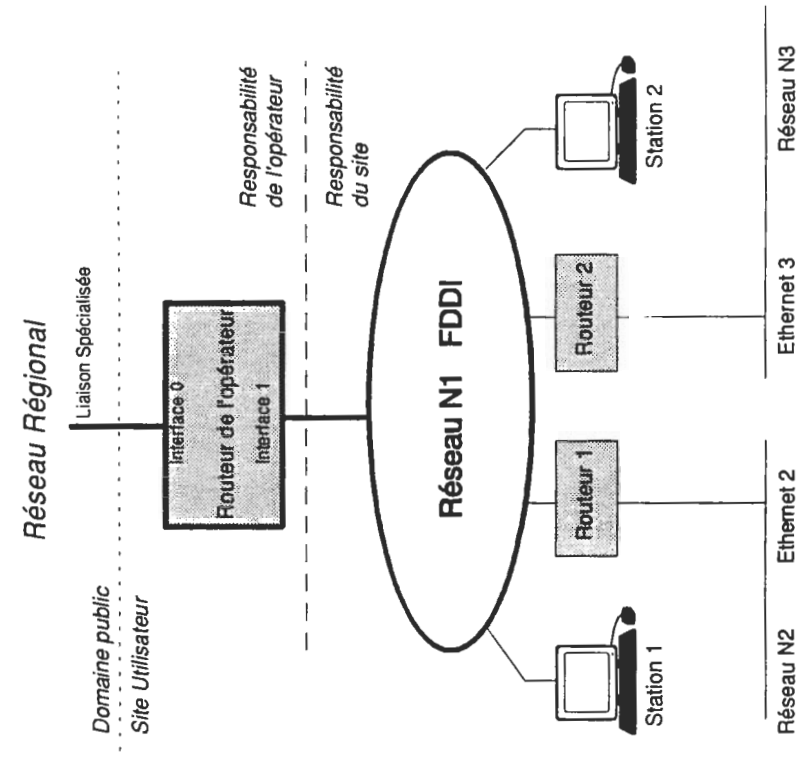 Réseau Régional
Liaison Spécialisée
Domaine public
Site Utilisateur
Interface 0
Routeur de l'opérateur
Interface 1
Responsabilité
de l'opérateur
Responsabilité
du site
Réseau N1 FDDI
Station 1
Routeur 1
Routeur 2
Station 2
Réseau N2
Ethernet 2
Ethernet 3
Réseau N3